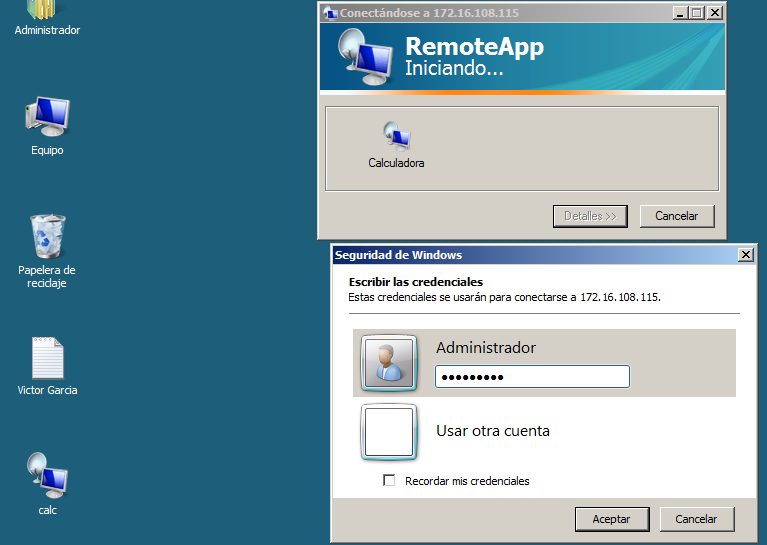 Administrador
Equipo
Papelera de
reciclaje
Victor Garcia
calc
Conectándose a 172.16.108.115
RemoteApp
Iniciando...
Calculadora
Detalles >>
Cancelar
Seguridad de Windows
Escribir las credenciales
Estas credenciales se usarán para conectarse a 172.16.108.115.
Administrador
●●●●●●●●●
Usar otra cuenta
Recordar mis credenciales
Aceptar
Cancelar